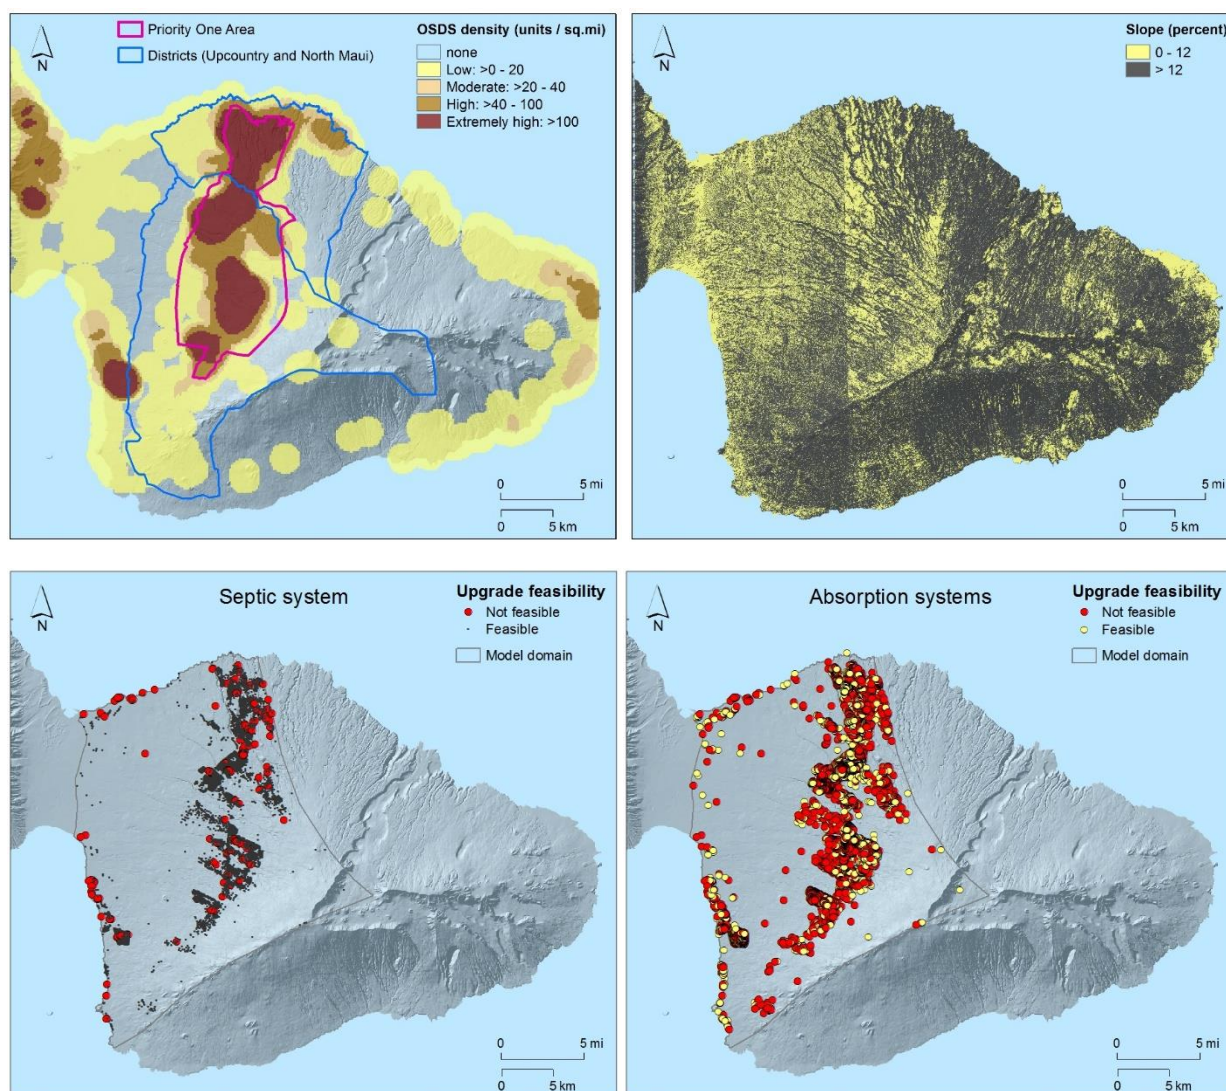 Priority One Area
Districts (Upcountry and North Maui)
OSDS density (units / sq.mi)
none
Low: >0 - 20
Moderate: >20 - 40
High: >40 - 100
Extremely high: >100
N
0 5 mi
0 5 km
Slope (percent)
0 - 12
> 12
N
0 5 mi
0 5 km
Septic system
Upgrade feasibility
Not feasible
Feasible
Model domain
N
0 5 mi
0 5 km
Absorption systems
Upgrade feasibility
Not feasible
Feasible
Model domain
N
0 5 mi
0 5 km